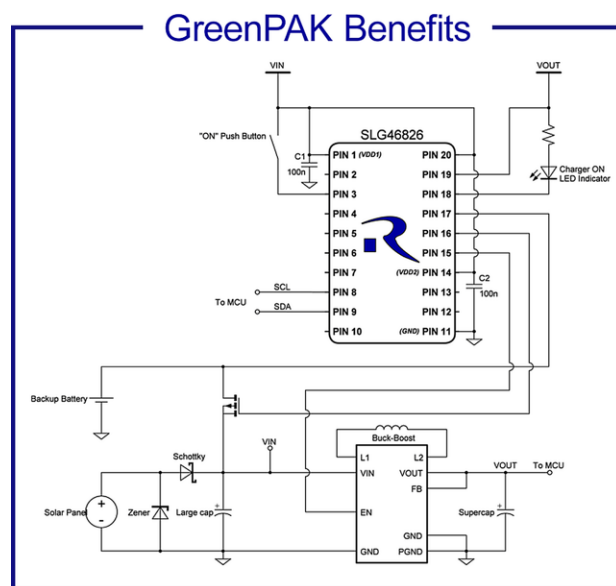 GreenPAK Benefits
VIN
VOUT
"ON" Push Button
C1
100n
SLG46826
PIN 1 (VDD1)
PIN 2
PIN 3
PIN 4
PIN 5
PIN 6
PIN 7
PIN 8
PIN 9
PIN 10
PIN 20
PIN 19
PIN 18
PIN 17
PIN 16
PIN 15
(VDD2) PIN 14
PIN 13
PIN 12
(GND) PIN 11
Charger ON
LED Indicator
C2
100n
To MCU
SCL
SDA
Backup Battery
Schottky
VIN
Solar Panel
+
-
Zener
Large cap
+
Buck-Boost
L1
L2
VIN
VOUT
FB
EN
GND
GND
PGND
VOUT
To MCU
Supercap
+